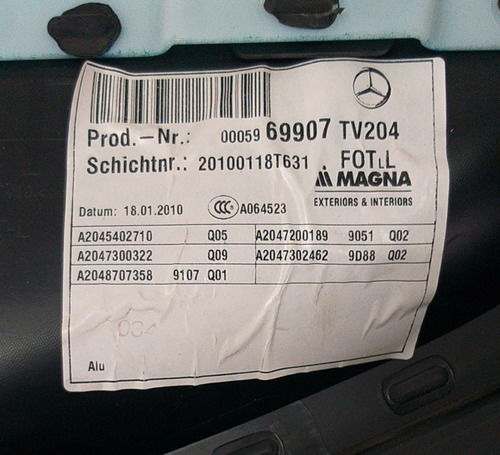 Prod.-Nr.: 00059 69907 TV204
Schichtnr.: 20100118T631 FOTLL
MAGNA
EXTERIORS & INTERIORS
Datum: 18.01.2010 CCC A064523
A2045402710 Q05 A2047200189 9051 Q02
A2047300322 Q09 A2047302462 9D88 Q02
A2048707358 9107 Q01
Alu